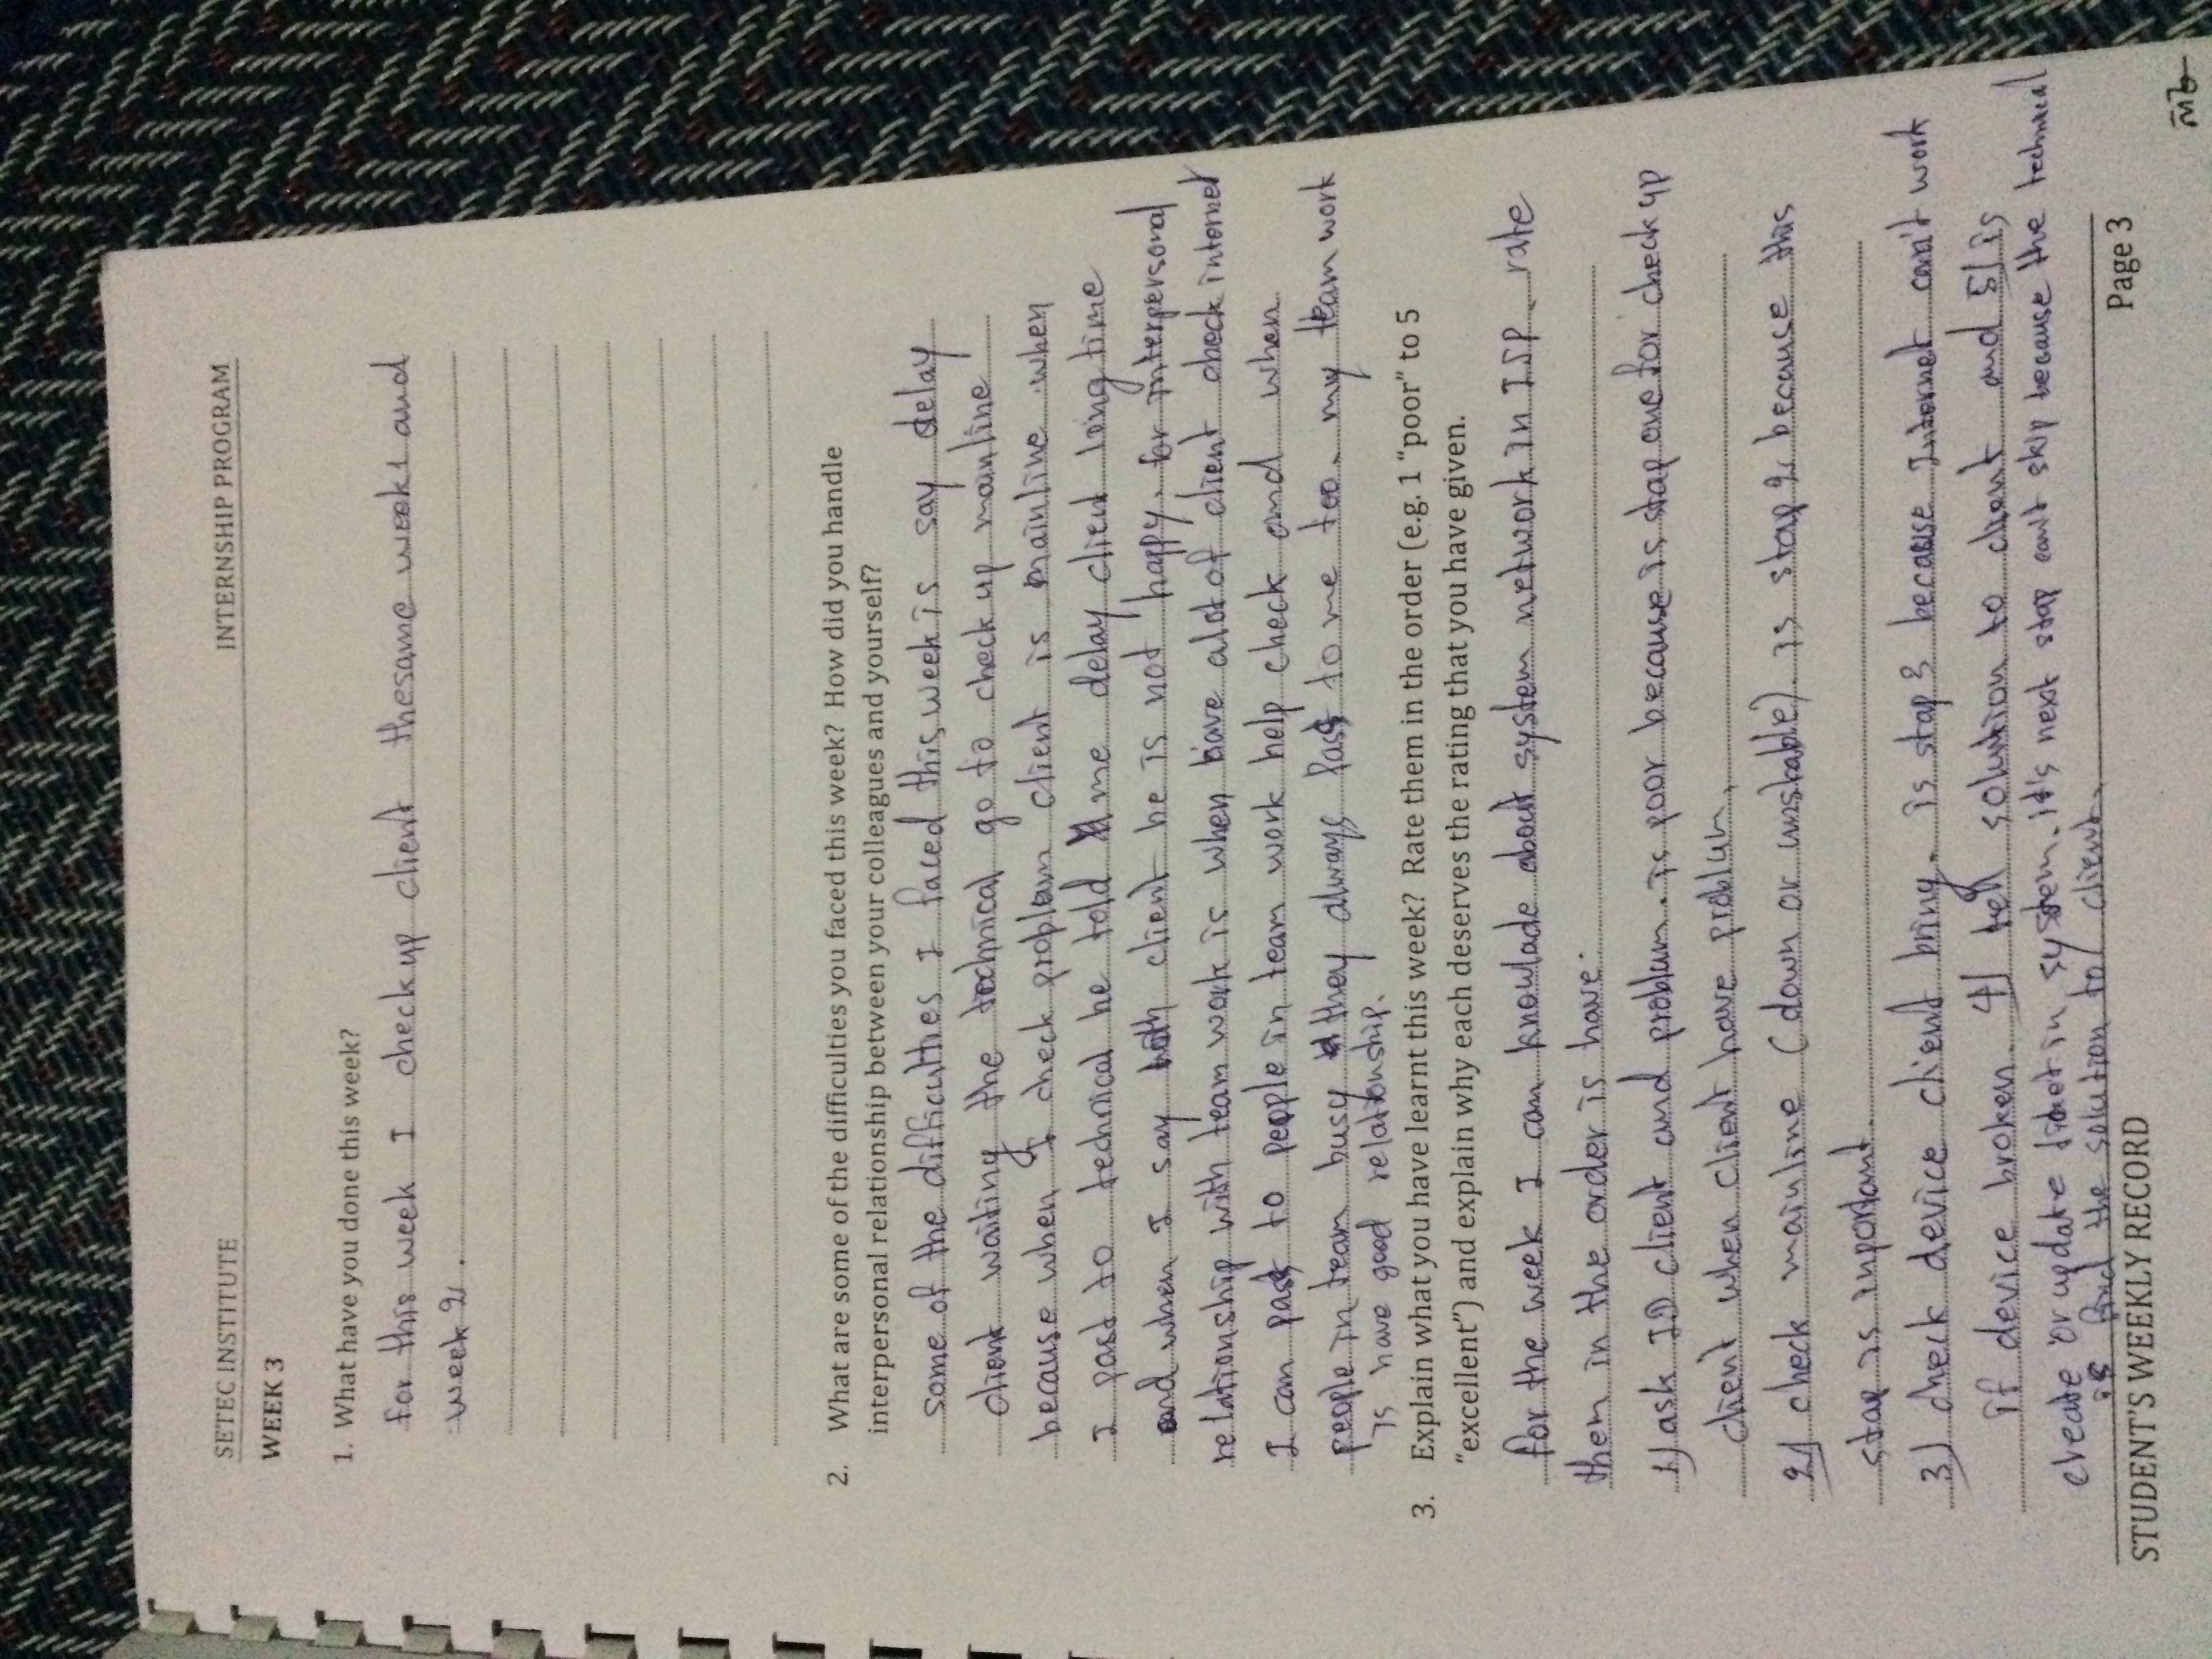 SETEC INSTITUTE INTERNSHIP PROGRAM
WEEK 3
1. What have you done this week?
for this week I check up client thesame week1 and
week 2.
2. What are some of the difficulties you faced this week? How did you handle
interpersonal relationship between your colleagues and yourself?
some of the difficulties I faced this week is say delay
client waiting the technical go to check up mainline
because when I check problem client is mainline when
I past to technical he told me delay client long time
and when I say with client he is not happy. for interpersonal
relationship with team work is when have alot of client check internet
I can past to people in team work help check and when
people in team busy they always past to me too. my team work
is have good relationship.
3. Explain what you have learnt this week? Rate them in the order (e.g. 1 “poor” to 5
“excellent”) and explain why each deserves the rating that you have given.
for the week I can knowlade about system network in ISP. rate
them in the order is have:
1) ask ID client and problam. is poor because is stap one for check up
client when client have problam,
2) check mainline (down or unstable). is stap 2 because this
stap is inportant.
3) check device client bring. is stap 3 because Internet can't work
if device broken. 4) tell solution to client and 5) is
create or update ticket in system. it's next stap can't skip because the technical
is find the solution to client.
STUDENT'S WEEKLY RECORD Page 3